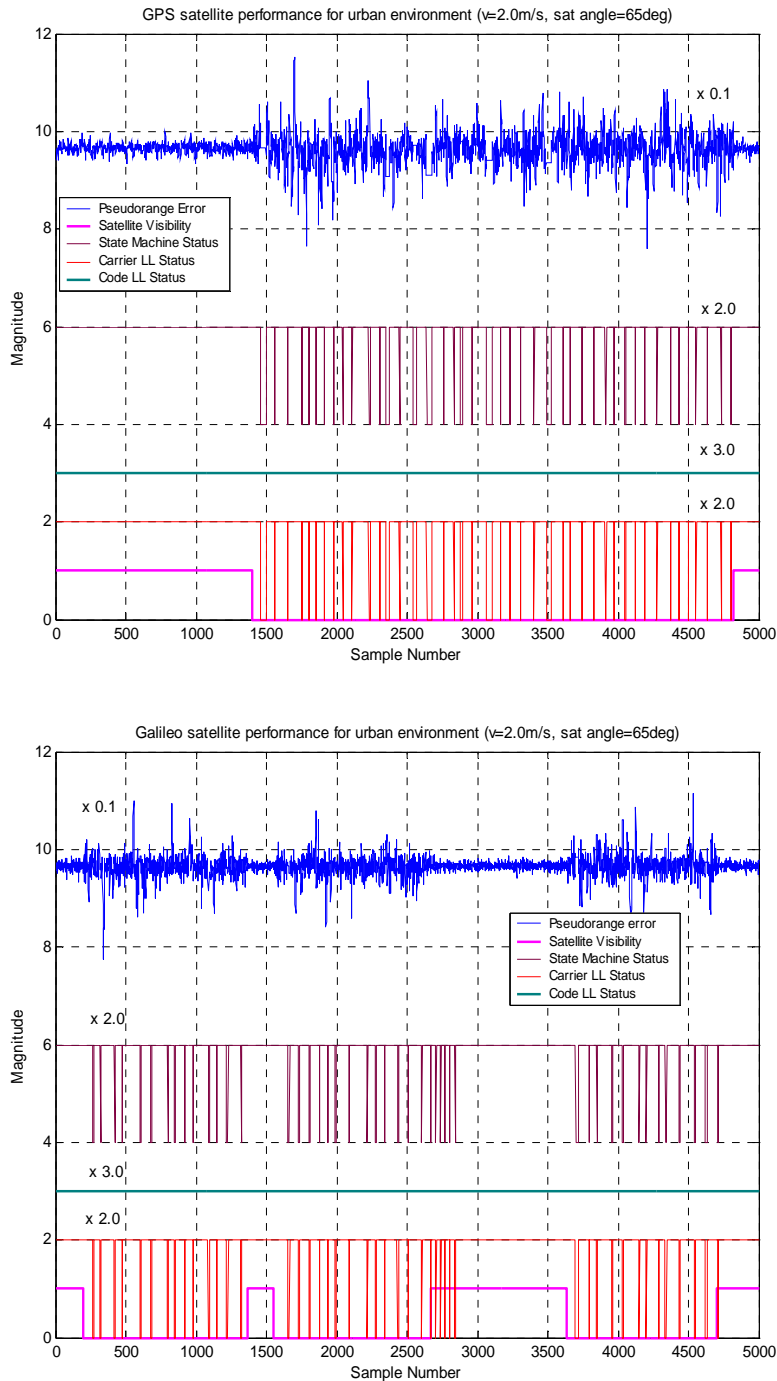 GPS satellite performance for urban environment (v=2.0m/s, sat angle=65deg)
12
10
8
6
4
2
0
Magnitude
x 0.1
Pseudorange Error
Satellite Visibility
State Machine Status
Carrier LL Status
Code LL Status
x 2.0
x 3.0
x 2.0
0 500 1000 1500 2000 2500 3000 3500 4000 4500 5000
Sample Number
Galileo satellite performance for urban environment (v=2.0m/s, sat angle=65deg)
12
10
8
6
4
2
0
Magnitude
x 0.1
Pseudorange error
Satellite Visibility
State Machine Status
Carrier LL Status
Code LL Status
x 2.0
x 3.0
x 2.0
0 500 1000 1500 2000 2500 3000 3500 4000 4500 5000
Sample Number